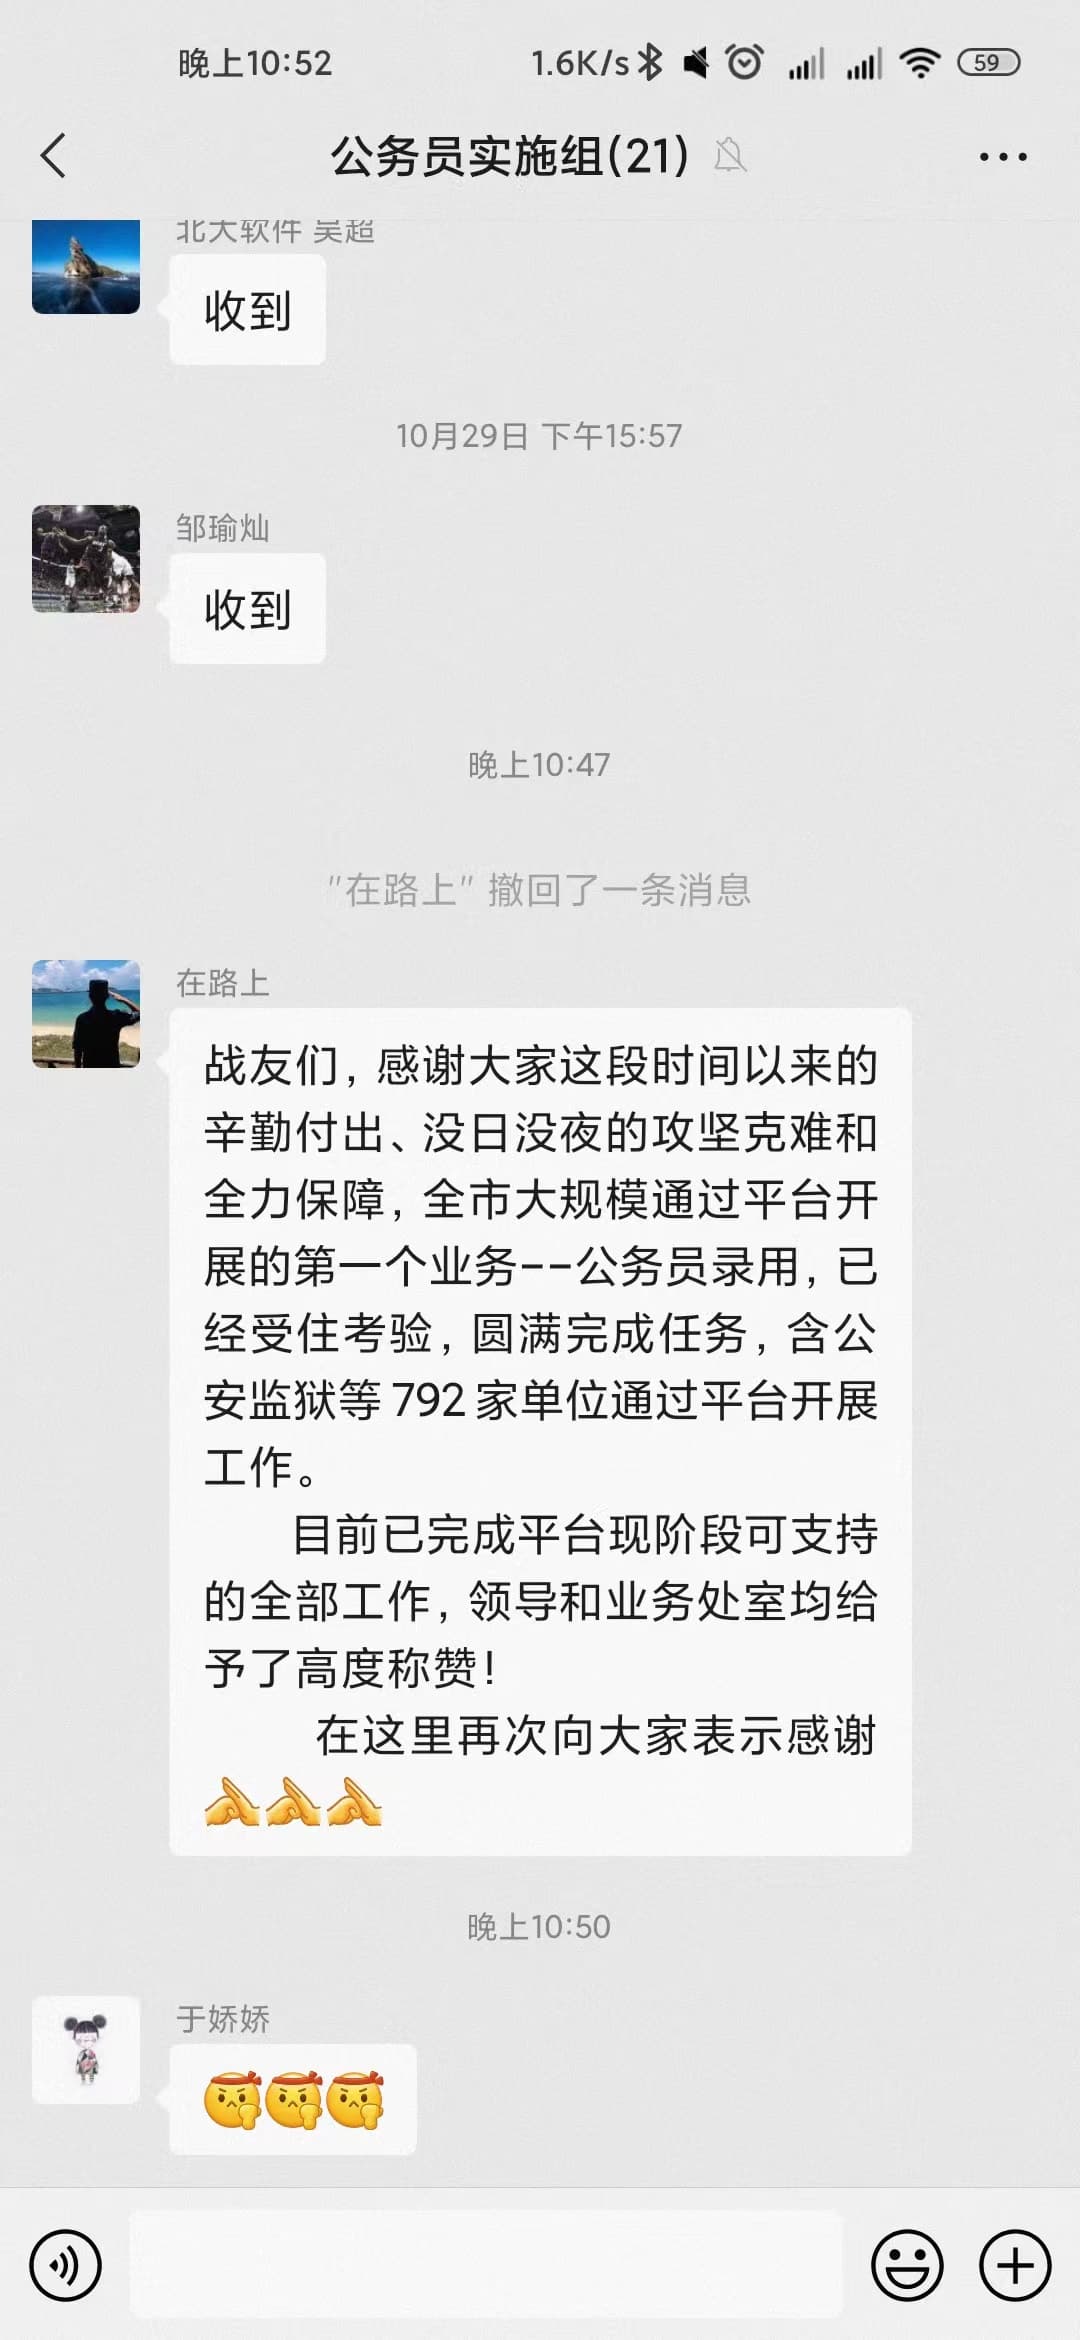 晚上10:52
1.6K/s
59
公务员实施组(21)
北大软件 吴超
收到
10月29日 下午15:57
邹瑜灿
收到
晚上10:47
"在路上" 撤回了一条消息
在路上
战友们，感谢大家这段时间以来的
辛勤付出、没日没夜的攻坚克难和
全力保障，全市大规模通过平台开
展的第一个业务--公务员录用，已
经受住考验，圆满完成任务，含公
安监狱等792家单位通过平台开展
工作。
目前已完成平台现阶段可支持
的全部工作，领导和业务处室均给
予了高度称赞！
在这里再次向大家表示感谢
晚上10:50
于娇娇